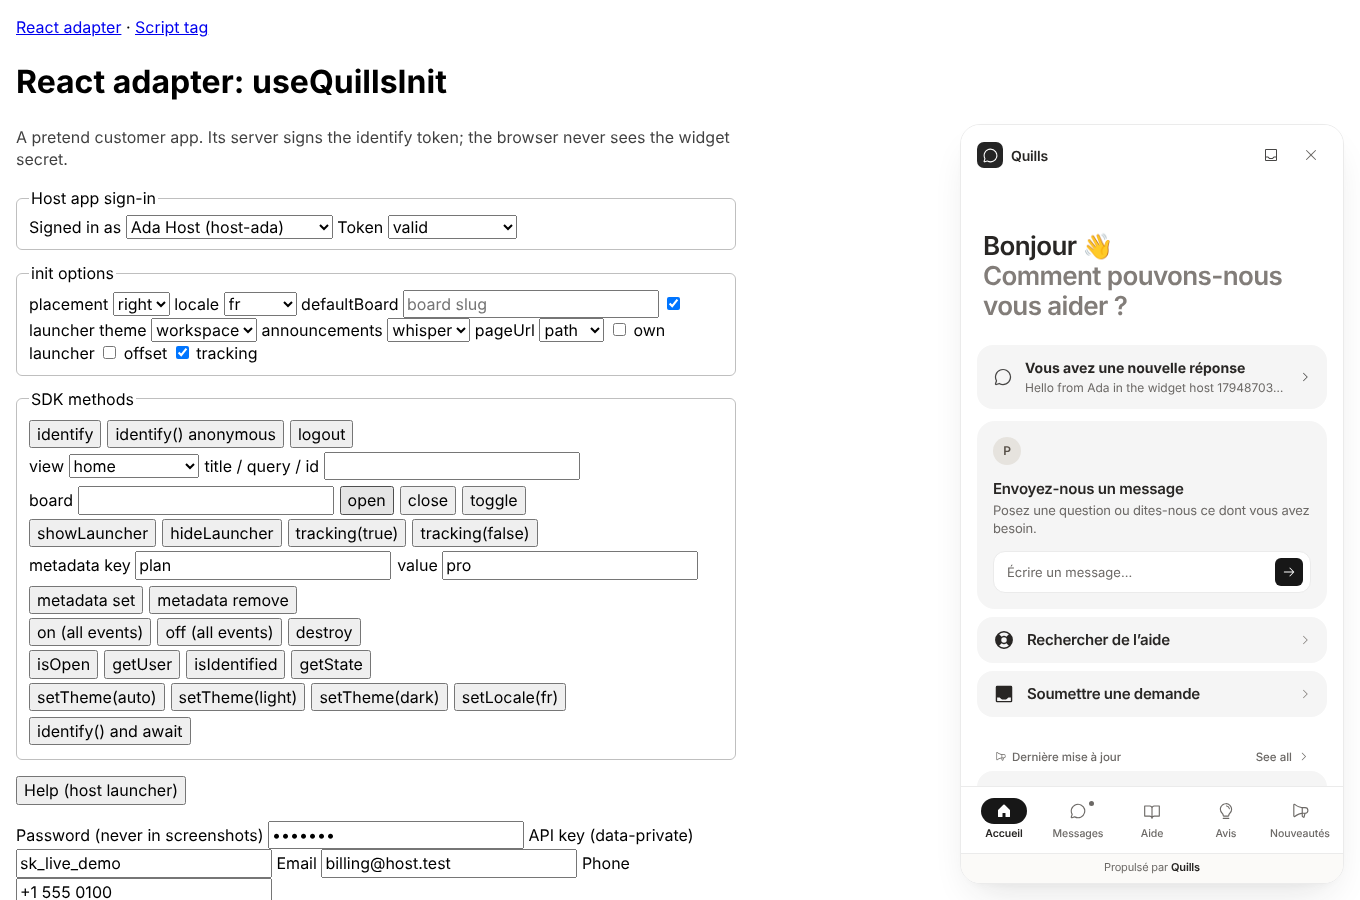 React adapter · Script tag
React adapter: useQuillsInit
A pretend customer app. Its server signs the identify token; the browser never sees the widget
secret.
Host app sign-in
Signed in as Ada Host (host-ada) Token valid
init options
placement right locale fr defaultBoard board slug
launcher theme workspace announcements whisper pageUrl path own
launcher offset tracking
SDK methods
identify identify() anonymous logout
view home title / query / id
board open close toggle
showLauncher hideLauncher tracking(true) tracking(false)
metadata key plan value pro
metadata set metadata remove
on (all events) off (all events) destroy
isOpen getUser isIdentified getState
setTheme(auto) setTheme(light) setTheme(dark) setLocale(fr)
identify() and await
Help (host launcher)
Password (never in screenshots) ••••••• API key (data-private)
sk_live_demo Email billing@host.test Phone
+1 555 0100
Quills
Bonjour 👋
Comment pouvons-nous
vous aider ?
Vous avez une nouvelle réponse
Hello from Ada in the widget host 17948703...
P
Envoyez-nous un message
Posez une question ou dites-nous ce dont vous avez
besoin.
Écrire un message...
Rechercher de l’aide
Soumettre une demande
Dernière mise à jour See all
Accueil Messages Aide Avis Nouveautés
Propulsé par Quills